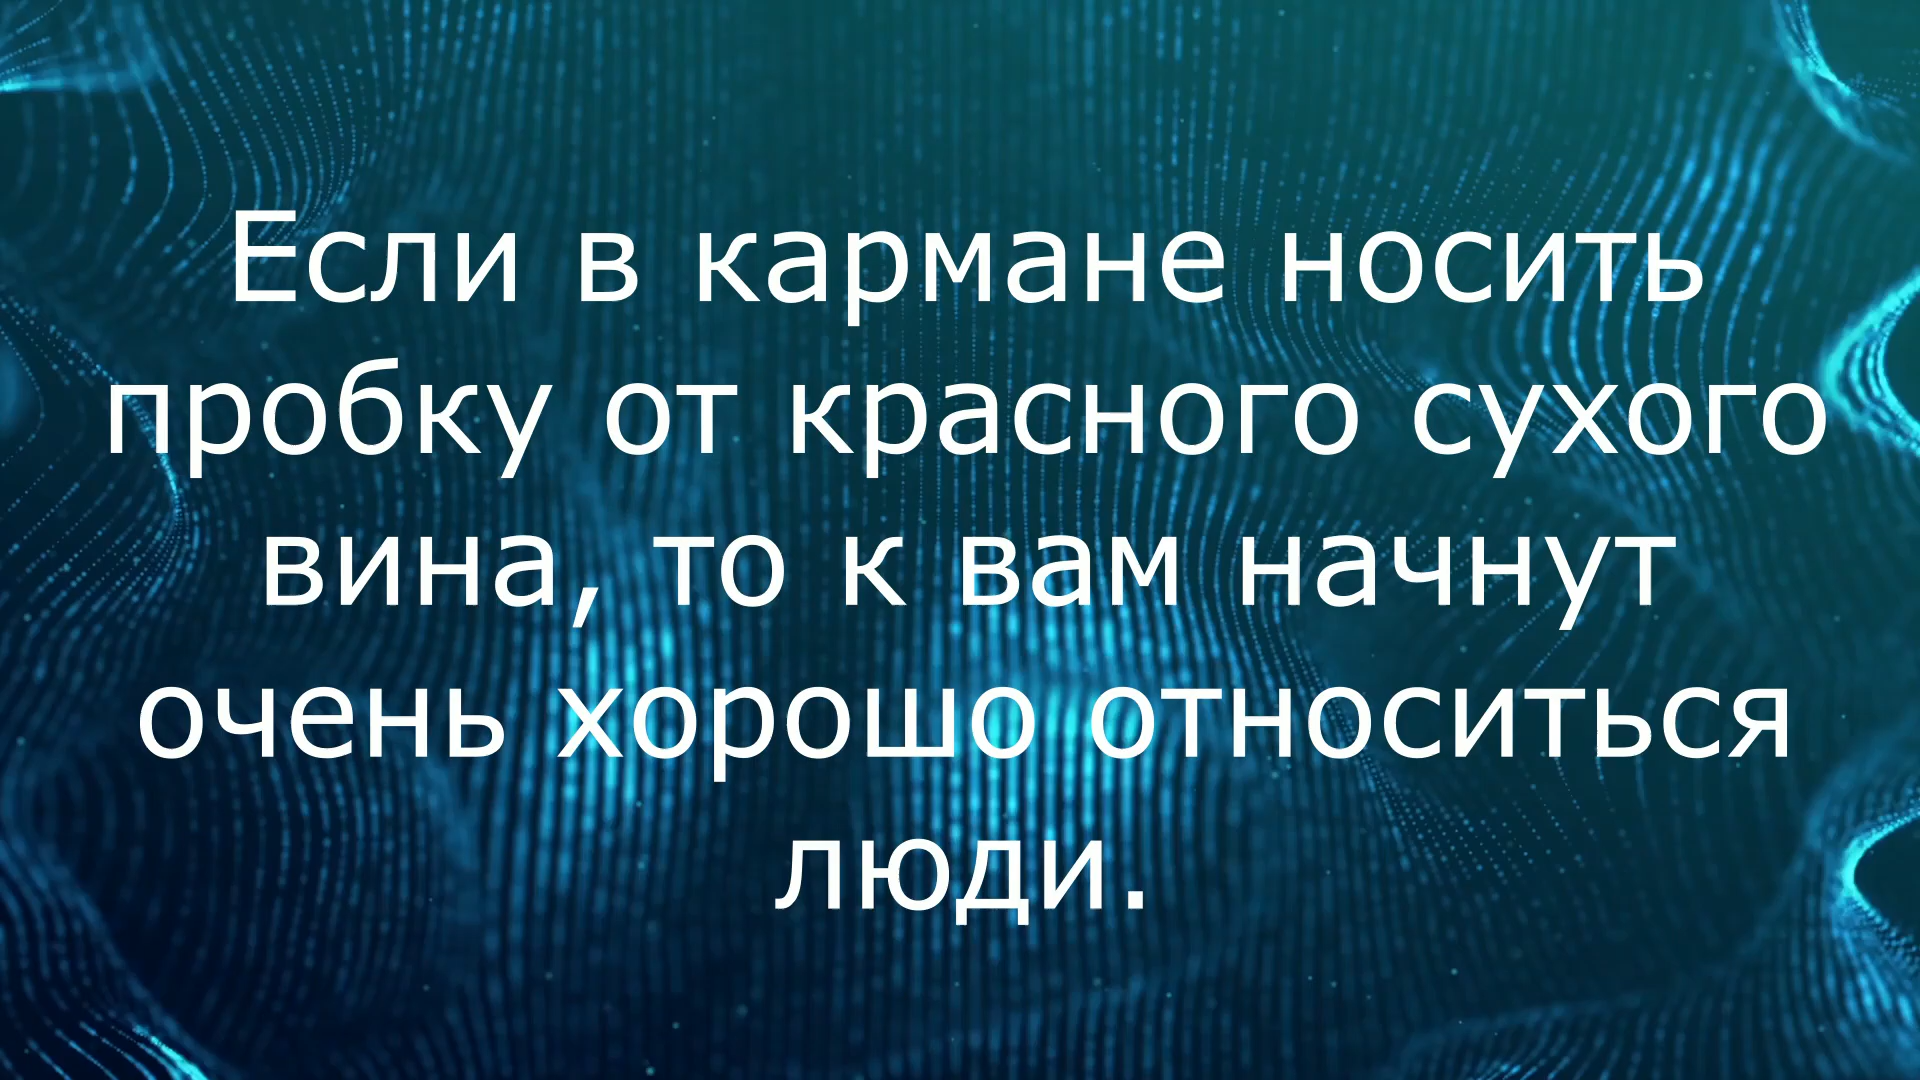 Если в кармане носить
пробку от красного сухого
вина, то к вам начнут
очень хорошо относиться
люди.